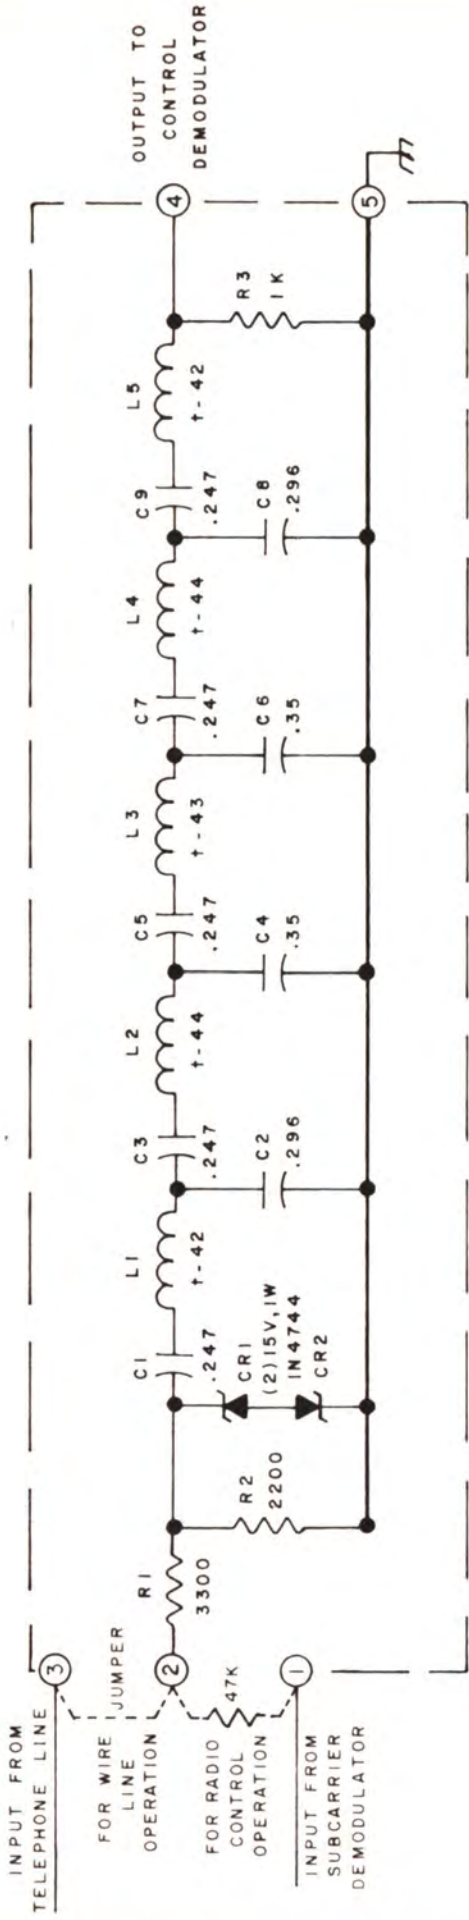 INPUT FROM
TELEPHONE LINE
3
JUMPER
FOR WIRE
LINE
OPERATION
2
47K
FOR RADIO
CONTROL
OPERATION
1
INPUT FROM
SUBCARRIER
DEMODULATOR
R1
3300
R2
2200
CR1
(2)15V,1W
1N4744
CR2
C1
.247
L1
t-42
C2
.296
C3
.247
L2
t-44
C4
.35
C5
.247
L3
t-43
C6
.35
C7
.247
L4
t-44
C8
.296
C9
.247
L5
t-42
R3
1K
4
OUTPUT TO
CONTROL
DEMODULATOR
5